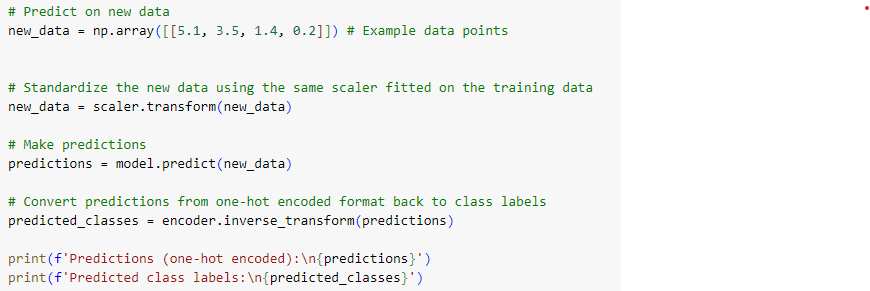 # Predict on new data
new_data = np.array([[5.1, 3.5, 1.4, 0.2]]) # Example data points
# Standardize the new data using the same scaler fitted on the training data
new_data = scaler.transform(new_data)
# Make predictions
predictions = model.predict(new_data)
# Convert predictions from one-hot encoded format back to class labels
predicted_classes = encoder.inverse_transform(predictions)
print(f'Predictions (one-hot encoded):\n{predictions}')
print(f'Predicted class labels:\n{predicted_classes}')